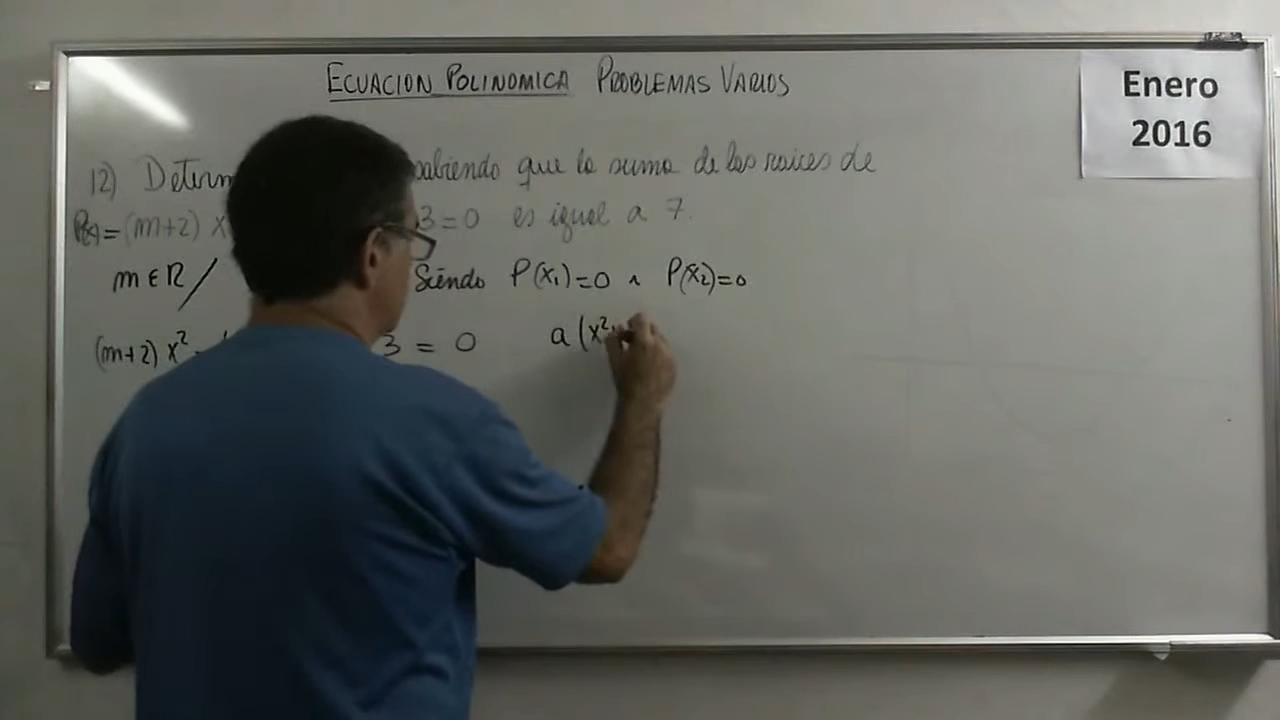 ECUACION POLINOMICA PROBLEMAS VARIOS
Enero
2016
12) Determ sabiendo que la suma de las raices de
P(x)=(m+2) x 3=0 es igual a 7.
m∈R / Siendo P(x₁)=0 ∧ P(x₂)=0
(m+2) x² - 3 = 0 a (x²